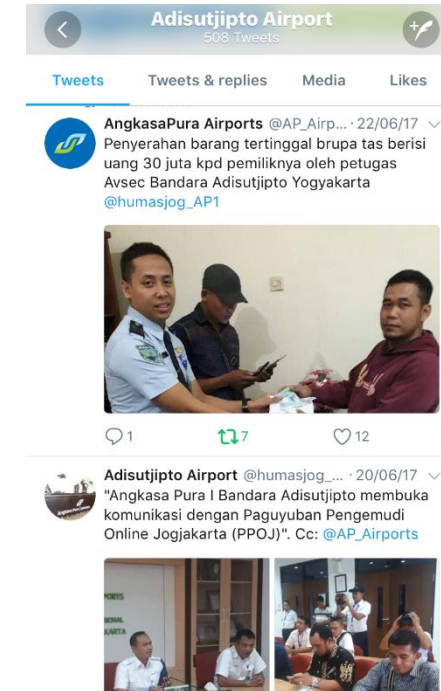 Adisutjipto Airport
508 Tweets
Tweets Tweets & replies Media Likes
AngkasaPura Airports @AP_Airp... · 22/06/17
Penyerahan barang tertinggal brupa tas berisi
uang 30 juta kpd pemiliknya oleh petugas
Avsec Bandara Adisutjipto Yogyakarta
@humasjog_AP1
1 7 12
Adisutjipto Airport @humasjog_... · 20/06/17
"Angkasa Pura I Bandara Adisutjipto membuka
komunikasi dengan Paguyuban Pengemudi
Online Jogjakarta (PPOJ)". Cc: @AP_Airports